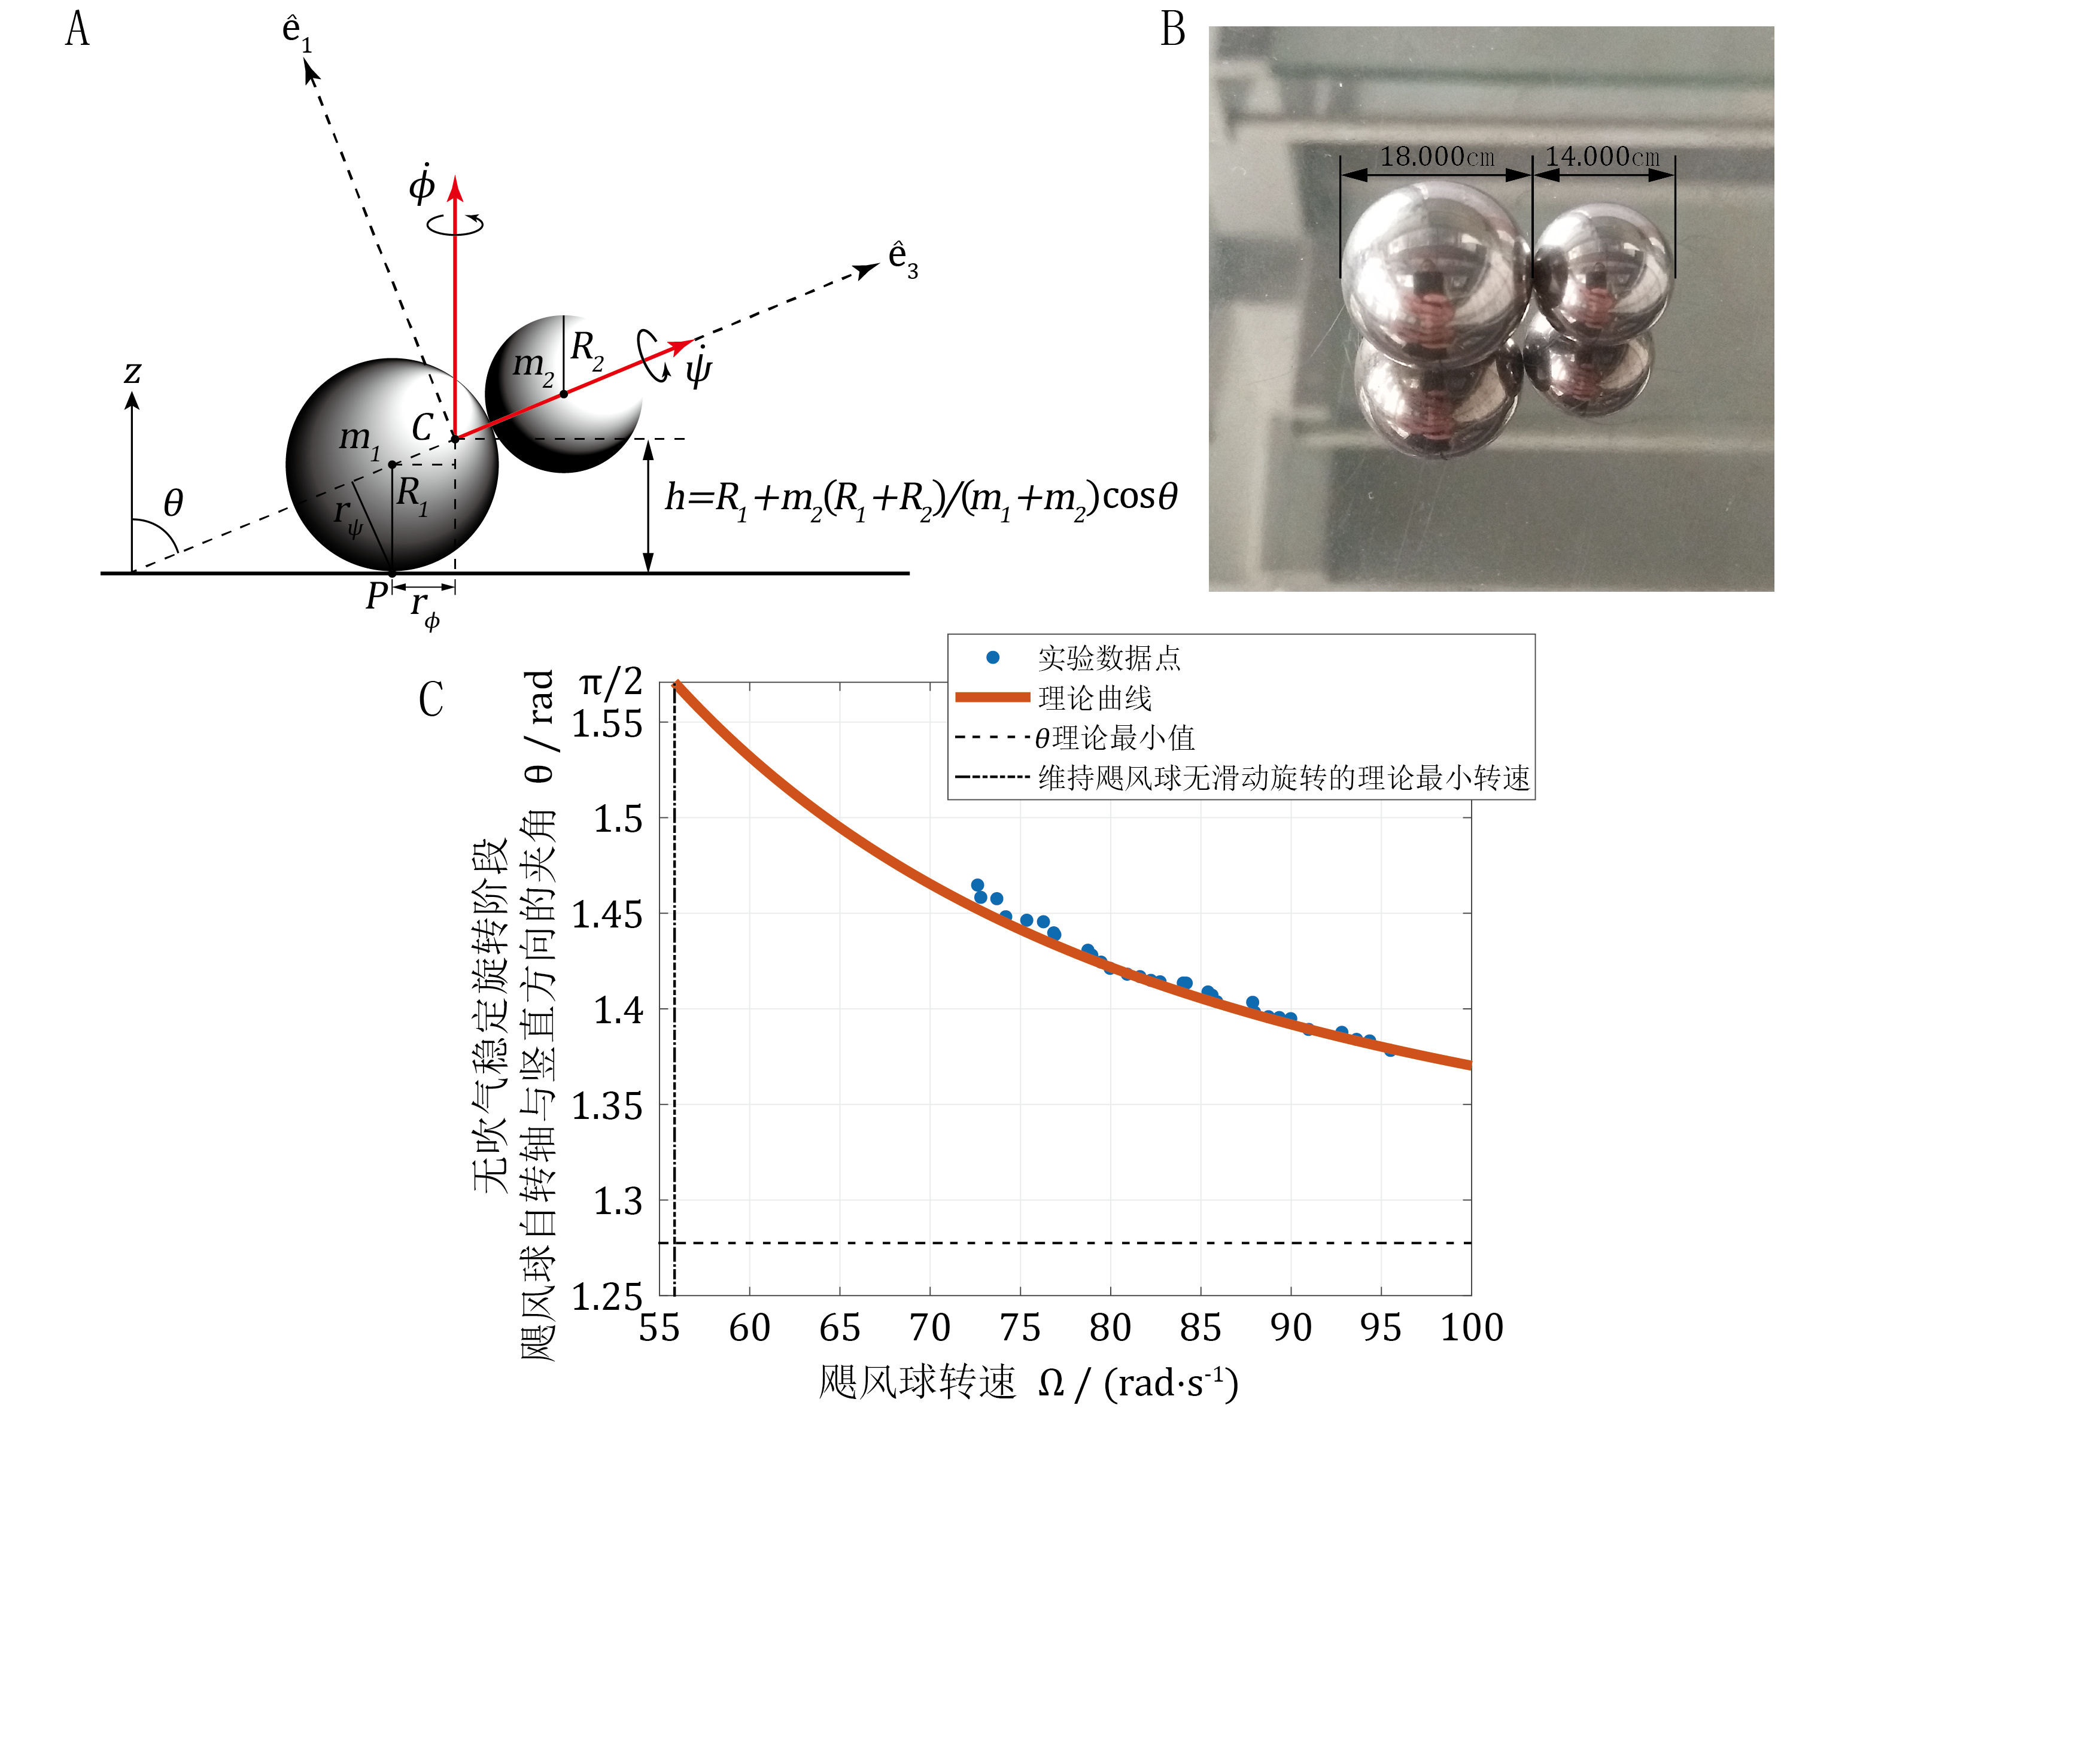 A
ê₁
ϕ̇
ê₃
z
m₂
R₂
ψ̇
C
m₁
R₁
θ
r_ψ
h=R₁+m₂(R₁+R₂)/(m₁+m₂)cosθ
P
r_ϕ
B
18.000cm
14.000cm
C
实验数据点
理论曲线
θ理论最小值
维持飓风球无滑动旋转的理论最小转速
无吹气稳定旋转阶段
飓风球自转轴与竖直方向的夹角 θ / rad
π/2
1.55
1.5
1.45
1.4
1.35
1.3
1.25
55 60 65 70 75 80 85 90 95 100
飓风球转速 Ω / (rad·s⁻¹)